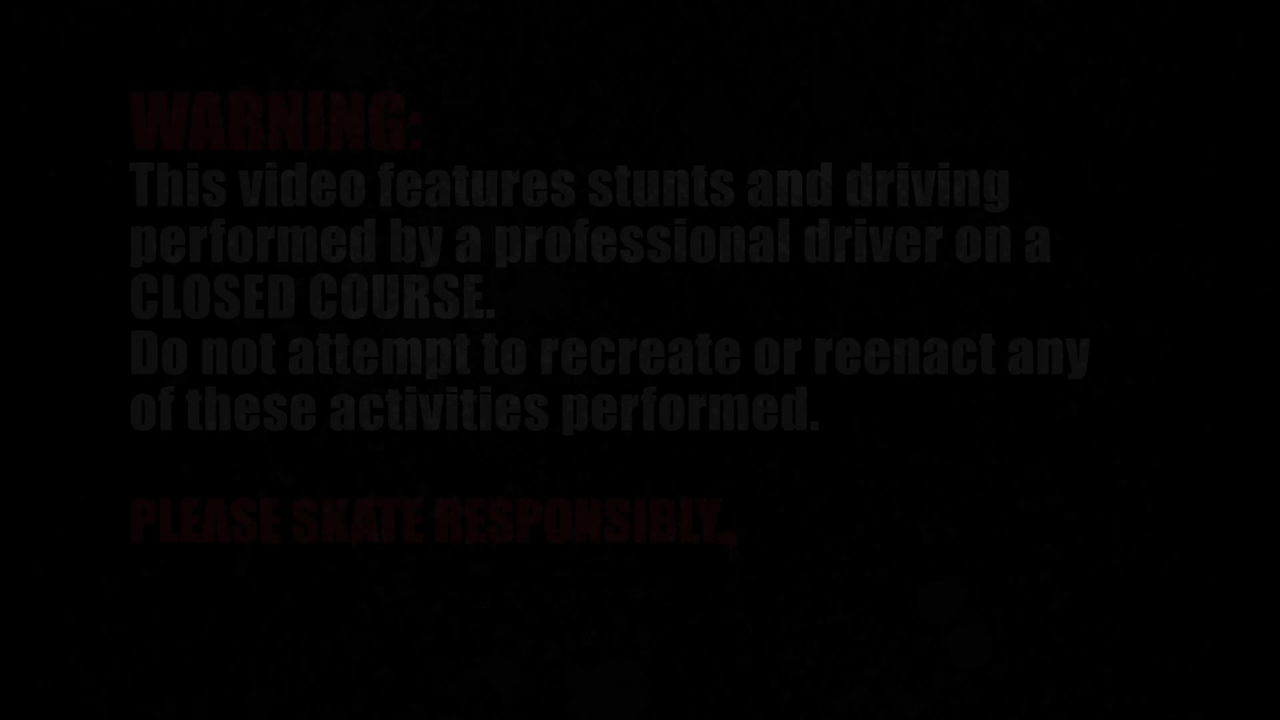 WARNING:
This video features stunts and driving
performed by a professional driver on a
CLOSED COURSE.
Do not attempt to recreate or reenact any
of these activities performed.
PLEASE SKATE RESPONSIBLY.